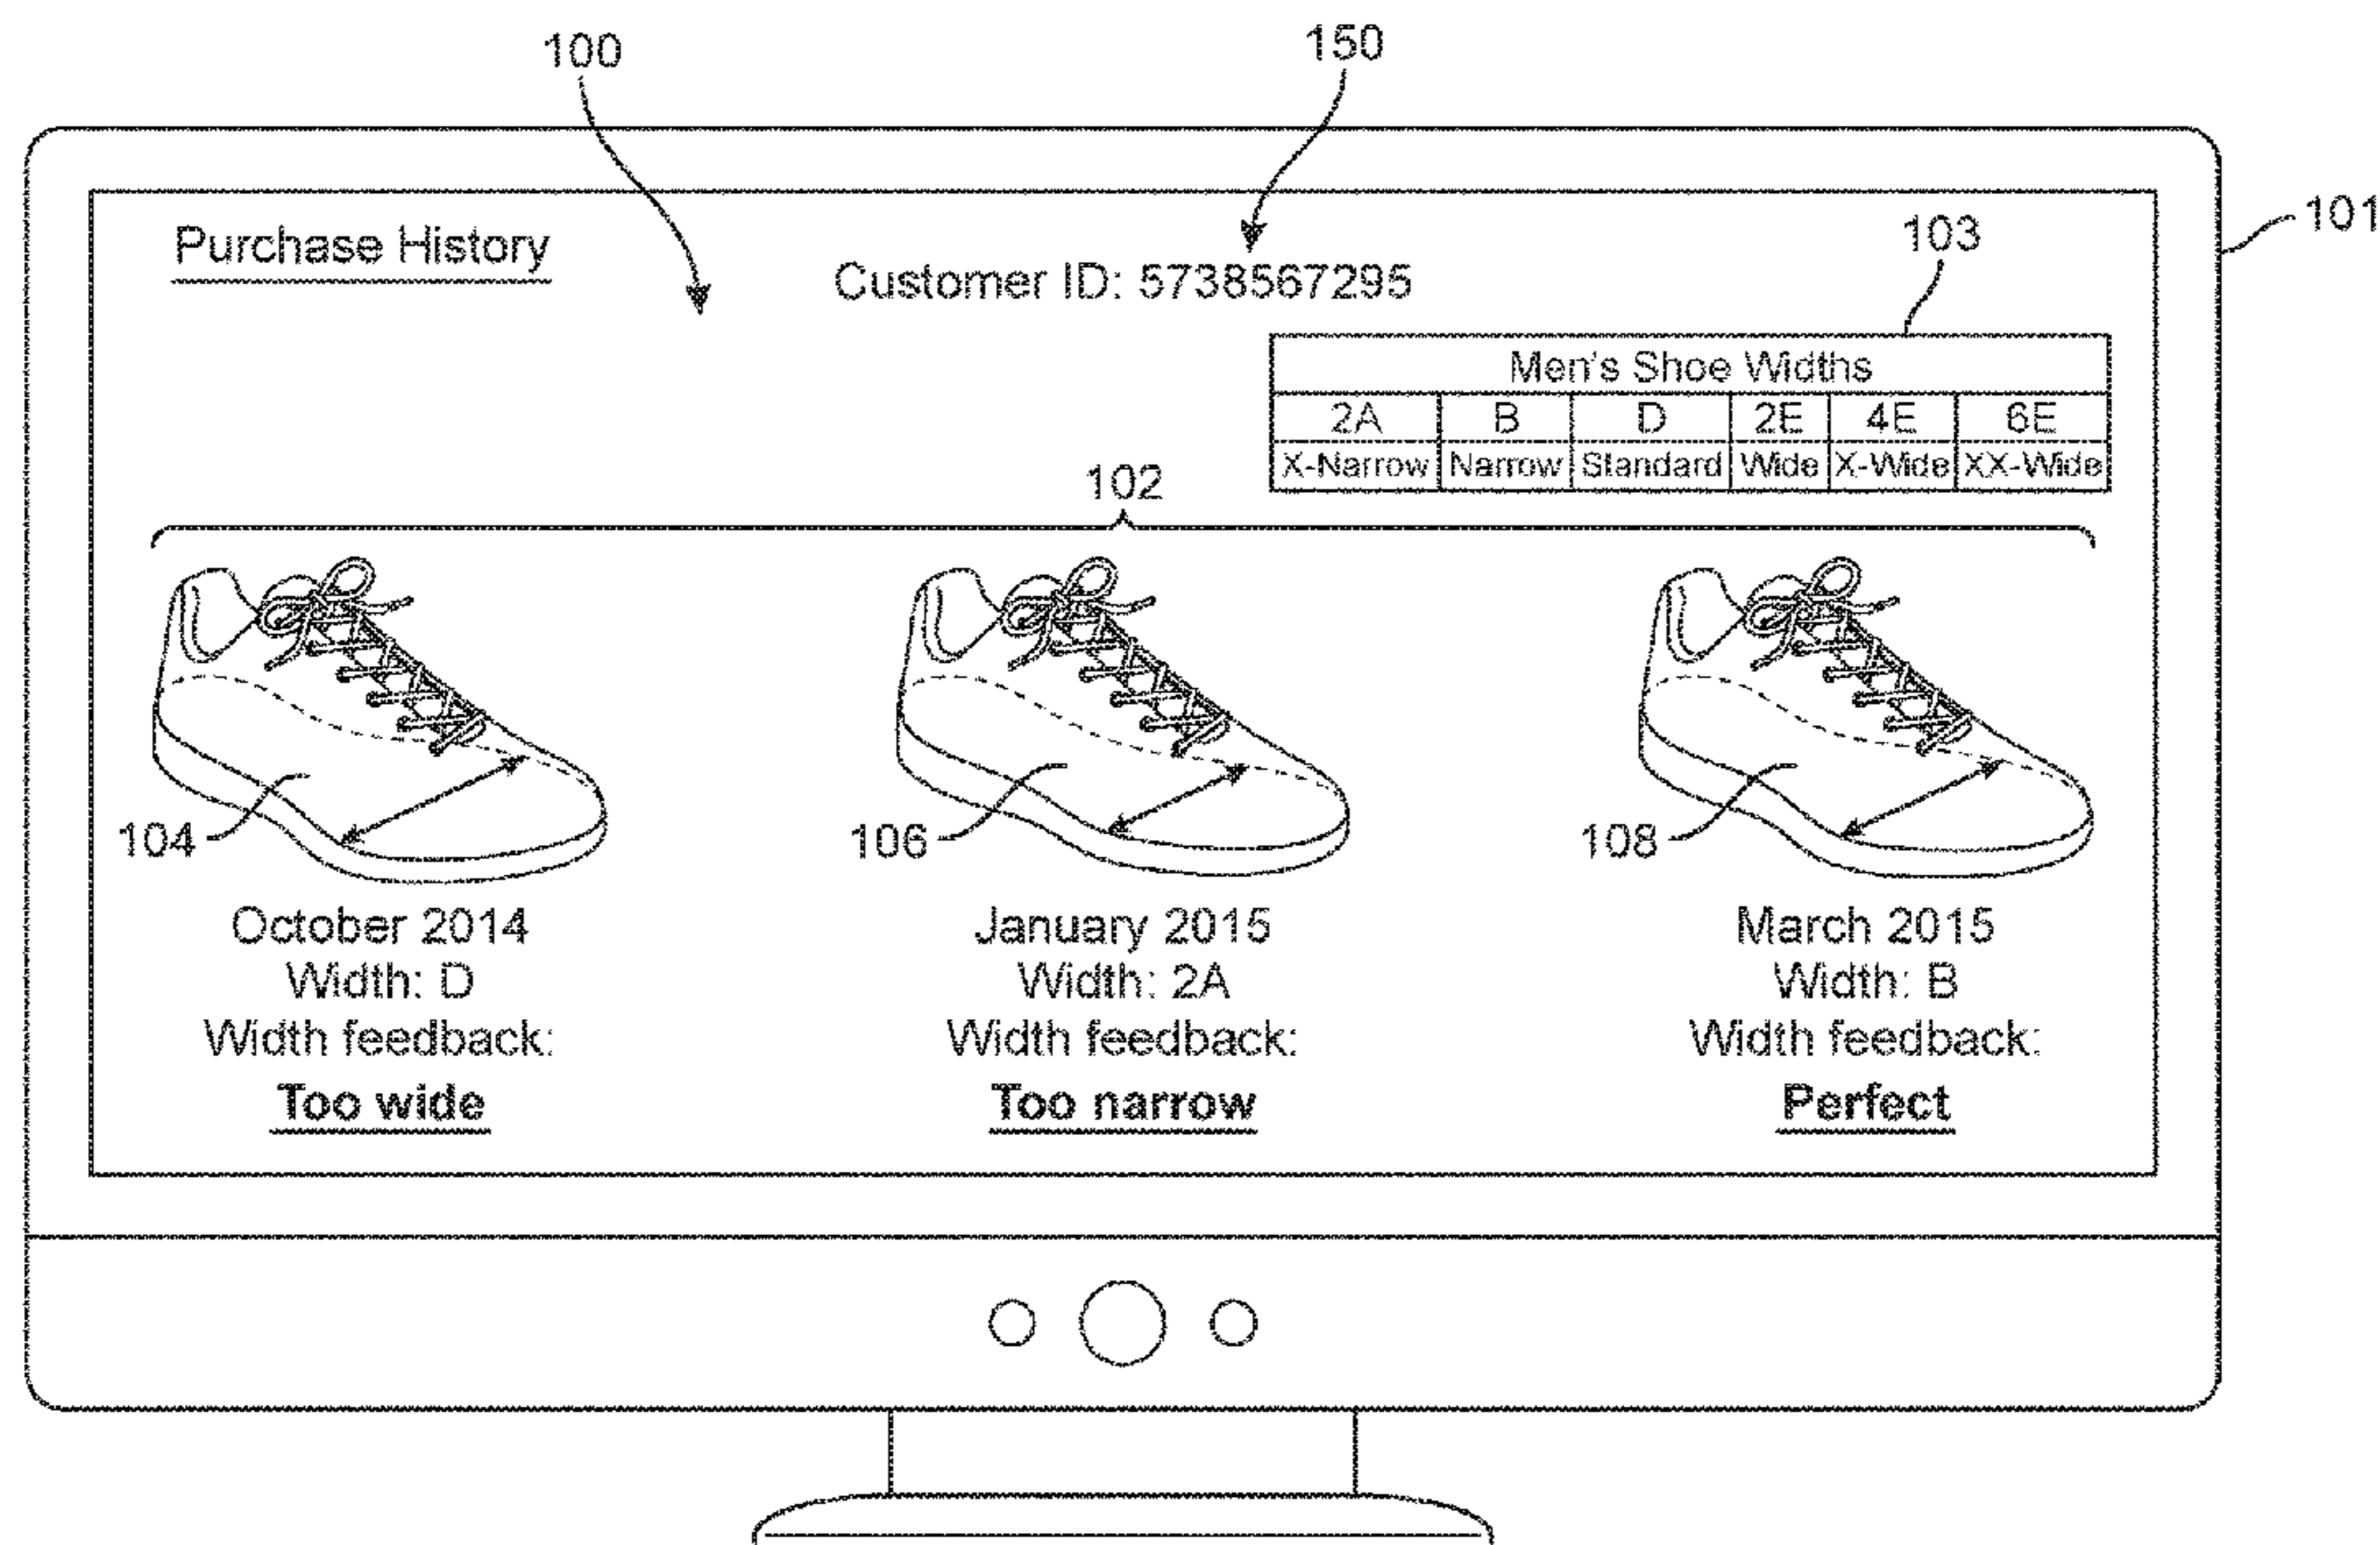 100
150
101
Purchase History
103
Customer ID: 5738567295
Men's Shoe Widths
2A B D 2E 4E 6E
X-Narrow Narrow Standard Wide X-Wide XX-Wide
102
104 106 108
October 2014
Width: D
Width feedback:
Too wide
January 2015
Width: 2A
Width feedback:
Too narrow
March 2015
Width: B
Width feedback:
Perfect